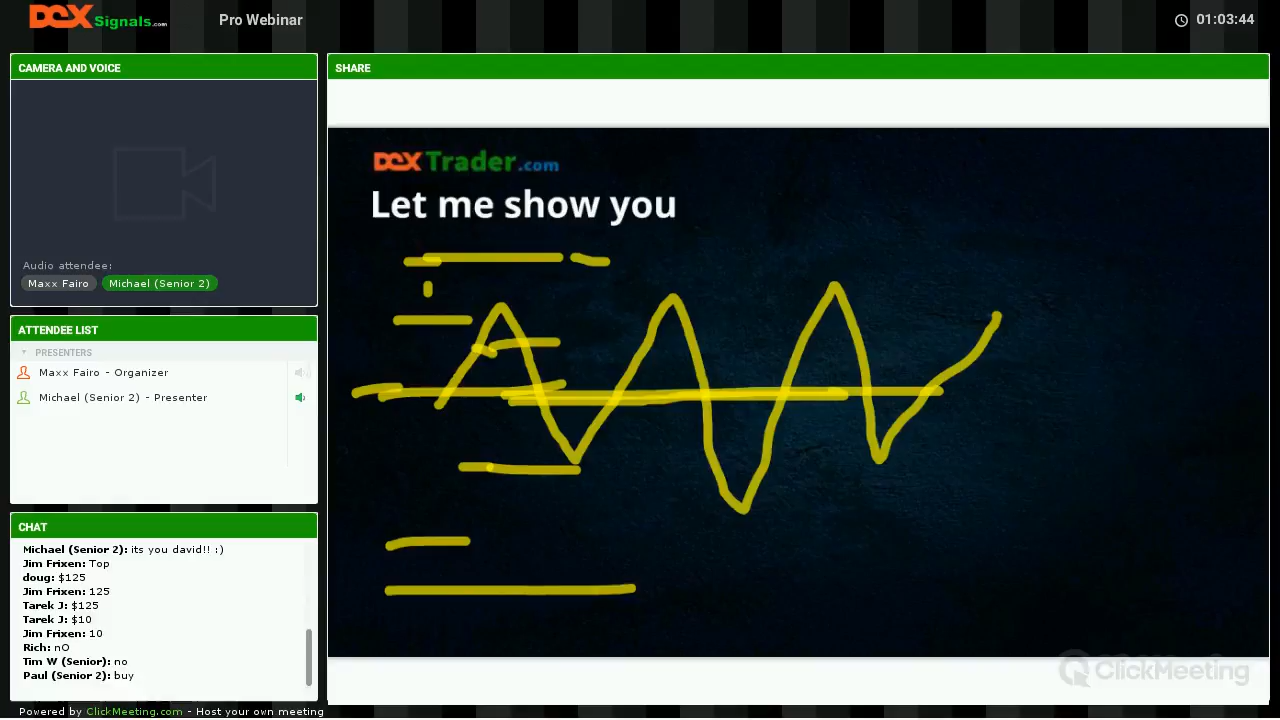 DCX Signals.com
Pro Webinar
01:03:44
CAMERA AND VOICE
Audio attendee:
Maxx Fairo
Michael (Senior 2)
ATTENDEE LIST
PRESENTERS
Maxx Fairo - Organizer
Michael (Senior 2) - Presenter
CHAT
Michael (Senior 2): its you david!! :)
Jim Frixen: Top
doug: $125
Jim Frixen: 125
Tarek J: $125
Tarek J: $10
Jim Frixen: 10
Rich: nO
Tim W (Senior): no
Paul (Senior 2): buy
Powered by ClickMeeting.com - Host your own meeting
SHARE
DCX Trader.com
Let me show you
ClickMeeting